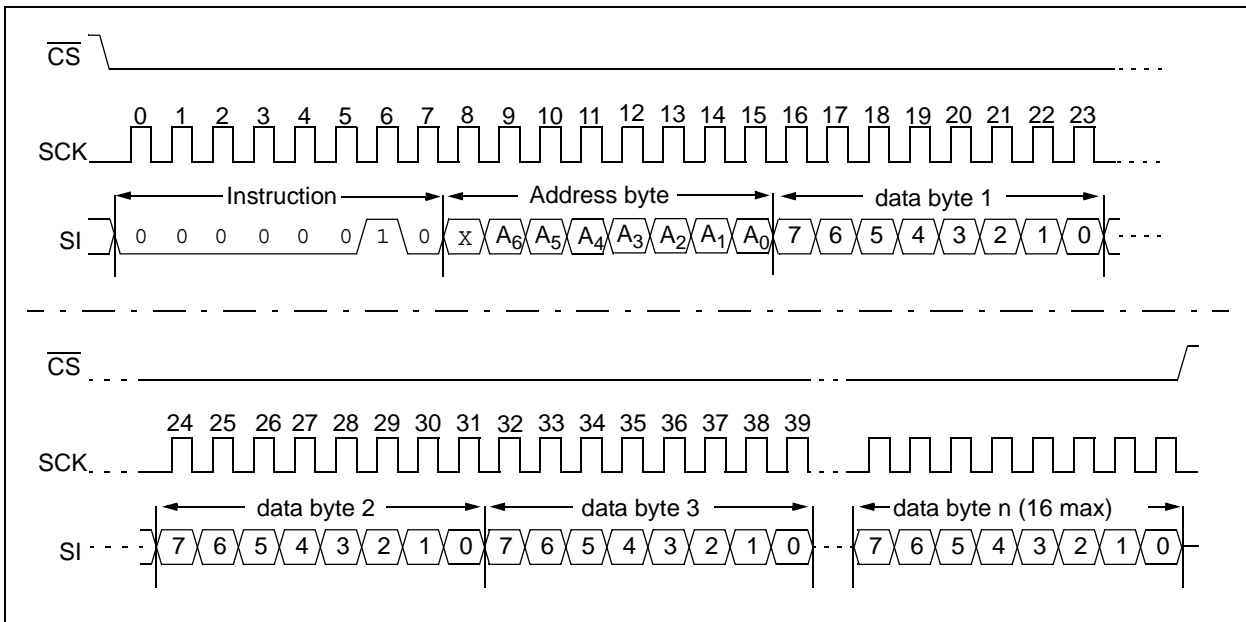 CS
0 1 2 3 4 5 6 7 8 9 10 11 12 13 14 15 16 17 18 19 20 21 22 23
SCK
Instruction Address byte data byte 1
SI 0 0 0 0 0 0 1 0 X A6 A5 A4 A3 A2 A1 A0 7 6 5 4 3 2 1 0
CS
24 25 26 27 28 29 30 31 32 33 34 35 36 37 38 39
SCK
data byte 2 data byte 3 data byte n (16 max)
SI 7 6 5 4 3 2 1 0 7 6 5 4 3 2 1 0 7 6 5 4 3 2 1 0